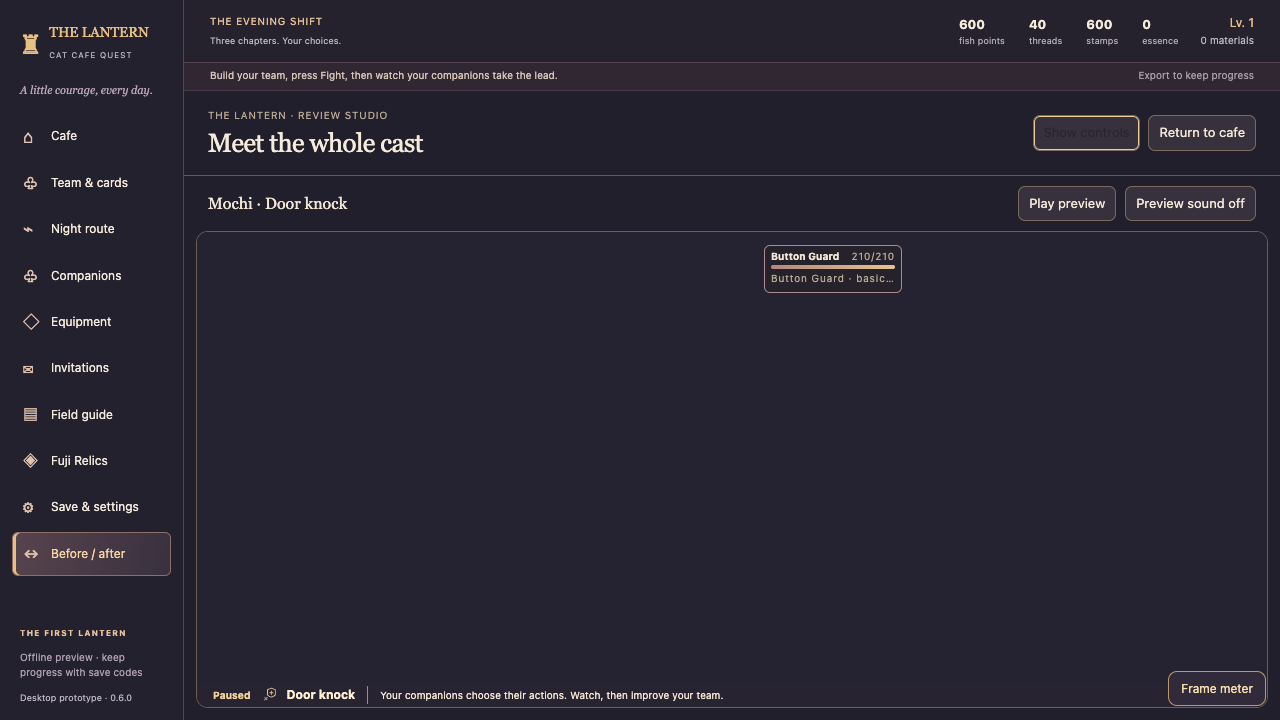 THE LANTERN
CAT CAFE QUEST
A little courage, every day.
Cafe
Team & cards
Night route
Companions
Equipment
Invitations
Field guide
Fuji Relics
Save & settings
Before / after
THE FIRST LANTERN
Offline preview · keep
progress with save codes
Desktop prototype · 0.6.0
THE EVENING SHIFT
Three chapters. Your choices.
600 fish points
40 threads
600 stamps
0 essence
Lv. 1
0 materials
Build your team, press Fight, then watch your companions take the lead.
Export to keep progress
THE LANTERN · REVIEW STUDIO
Meet the whole cast
Show controls
Return to cafe
Mochi · Door knock
Play preview
Preview sound off
Button Guard 210/210
Button Guard · basic...
Paused
Door knock
Your companions choose their actions. Watch, then improve your team.
Frame meter